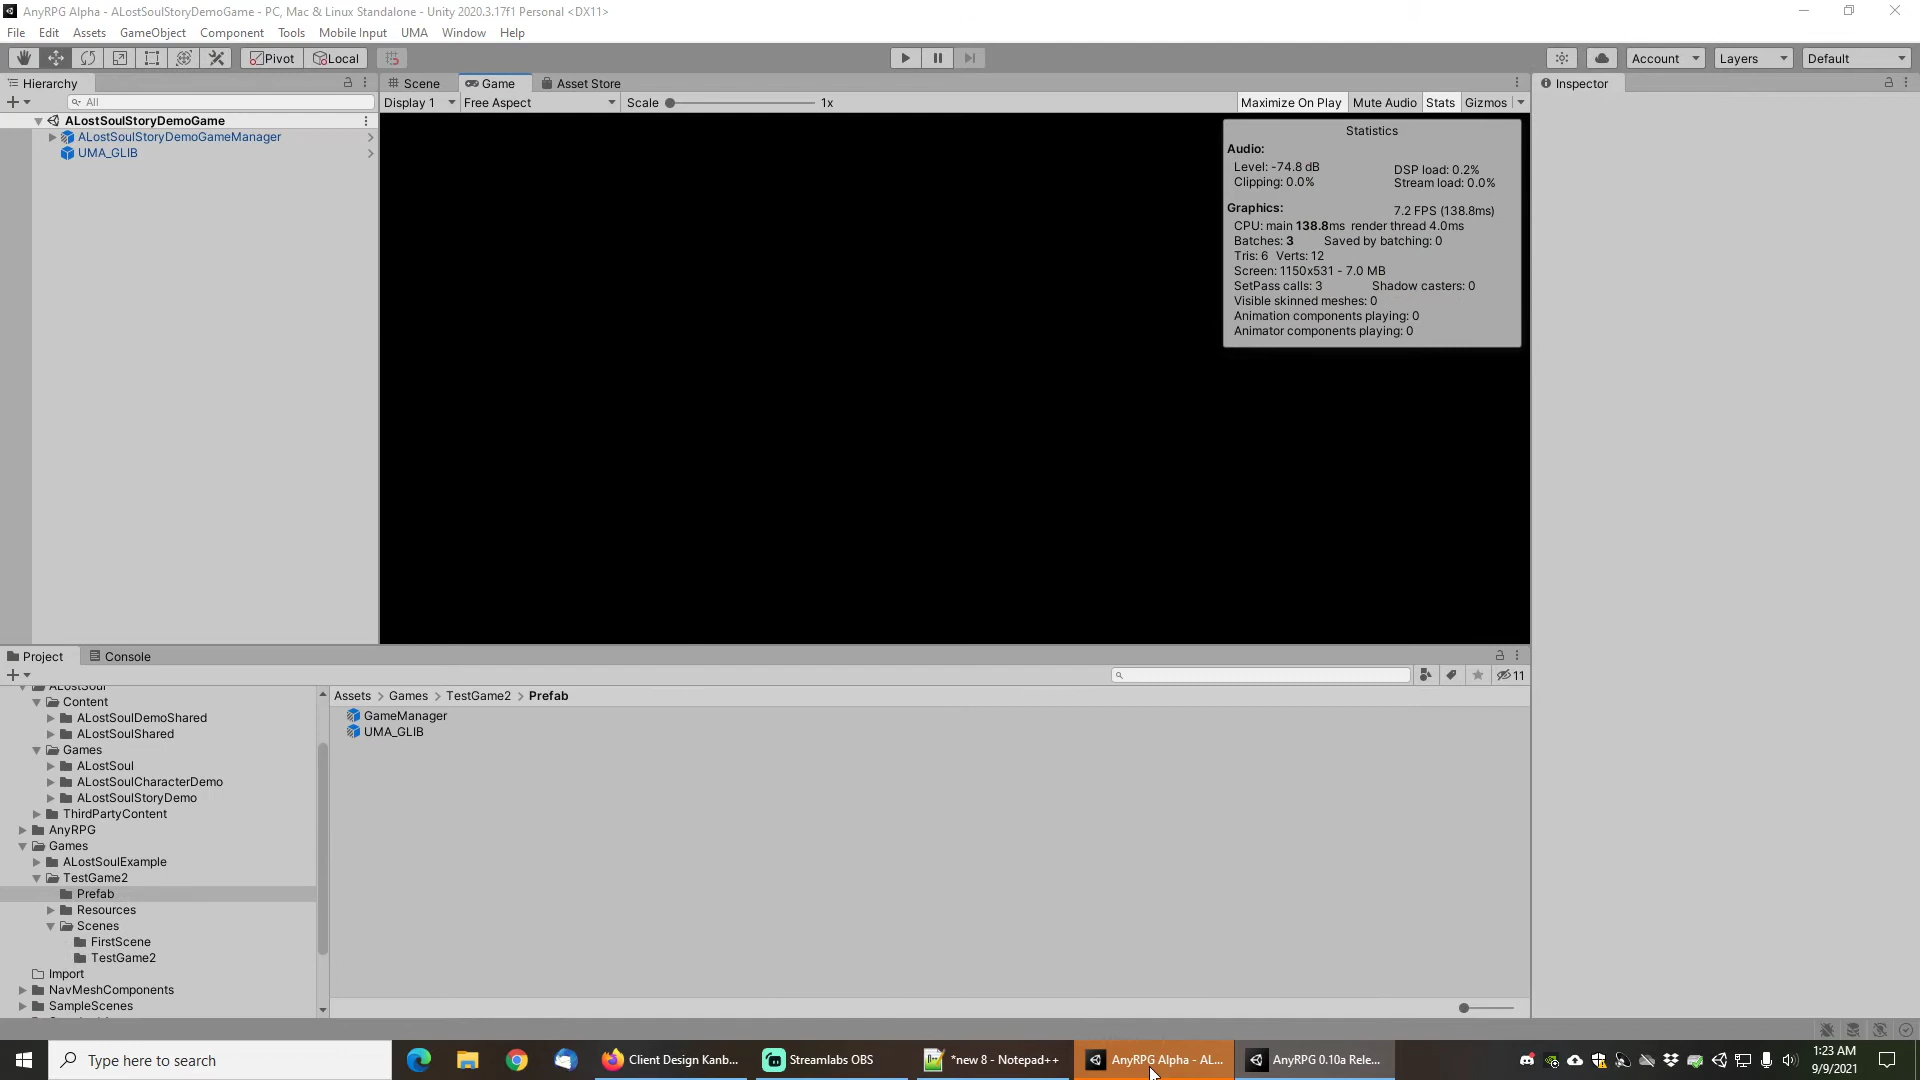 AnyRPG Alpha - ALostSoulStoryDemoGame - PC, Mac & Linux Standalone - Unity 2020.3.17f1 Personal <DX11>
File Edit Assets GameObject Component Tools Mobile Input UMA Window Help
Pivot Local Account Layers Default
Hierarchy Scene Game Asset Store Inspector
All Display 1 Free Aspect Scale 1x Maximize On Play Mute Audio Stats Gizmos
ALostSoulStoryDemoGame
ALostSoulStoryDemoGameManager
UMA_GLIB
Statistics
Audio:
Level: -74.8 dB DSP load: 0.2%
Clipping: 0.0% Stream load: 0.0%
Graphics: 7.2 FPS (138.8ms)
CPU: main 138.8ms render thread 4.0ms
Batches: 3 Saved by batching: 0
Tris: 6 Verts: 12
Screen: 1150x531 - 7.0 MB
SetPass calls: 3 Shadow casters: 0
Visible skinned meshes: 0
Animation components playing: 0
Animator components playing: 0
Project Console
11
ALostSoul
Content
ALostSoulDemoShared
ALostSoulShared
Games
ALostSoul
ALostSoulCharacterDemo
ALostSoulStoryDemo
ThirdPartyContent
AnyRPG
Games
ALostSoulExample
TestGame2
Prefab
Resources
Scenes
FirstScene
TestGame2
Import
NavMeshComponents
SampleScenes
Assets > Games > TestGame2 > Prefab
GameManager
UMA_GLIB
Type here to search
Client Design Kanb...
Streamlabs OBS
*new 8 - Notepad++
AnyRPG Alpha - AL...
AnyRPG 0.10a Rele...
1:23 AM
9/9/2021